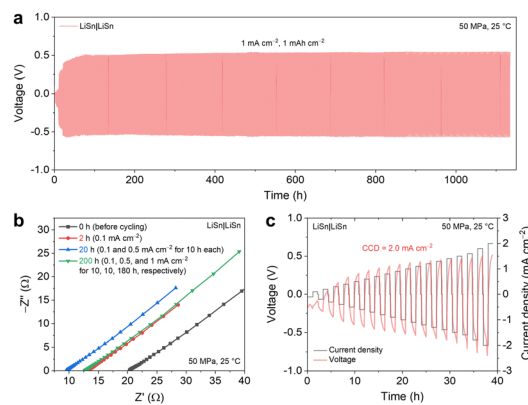 a
LiSn|LiSn
50 MPa, 25 °C
1 mA cm⁻², 1 mAh cm⁻²
1.0
0.5
0.0
-0.5
-1.0
Voltage (V)
0
200
400
600
800
1000
Time (h)
b
LiSn|LiSn
0 h (before cycling)
2 h (0.1 mA cm⁻²)
20 (0.1 and 0.5 mA cm⁻² for 10 h each)
200 (0.1, 0.5, and 1 mA cm⁻²
for 10, 10, 180 h, respectively)
50 MPa, 25 °C
-30
25
20
15
10
5
0
−Z'' (Ω)
5
10
15
20
25
30
35
40
Z' (Ω)
c
LiSn|LiSn
50 MPa, 25 °C
CCD = 2.0 mA cm⁻²
Current density
Voltage
1.0
0.5
0.0
-0.5
-1.0
Voltage (V)
3
2
1
0
-1
-2
-3
Current density (mA cm⁻²)
0
5
10
15
20
25
30
35
40
Time (h)